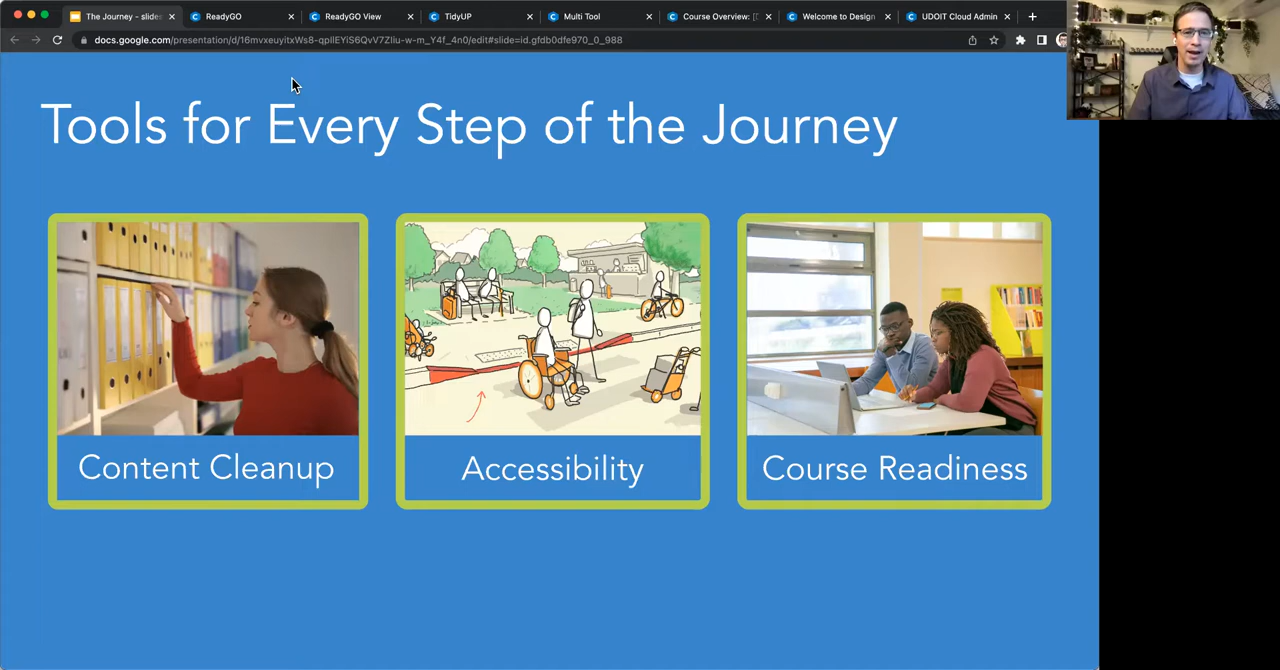 The Journey - slides
ReadyGO
ReadyGO View
TidyUP
Multi Tool
Course Overview: [D
Welcome to Design
UDOIT Cloud Admin
docs.google.com/presentation/d/16mvxeuyitxWs8-qpllEYiS6QvV7Zliu-w-m_Y4f_4n0/edit#slide=id.gfdb0dfe970_0_988
Tools for Every Step of the Journey
Content Cleanup
Accessibility
Course Readiness